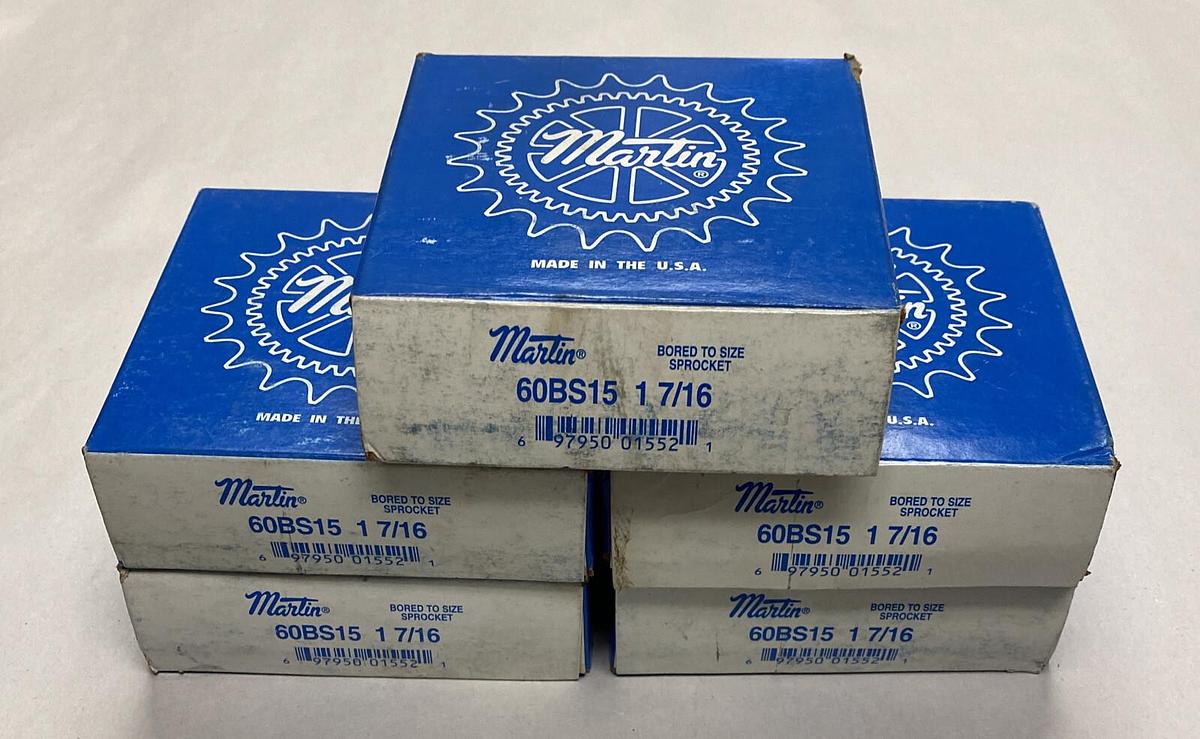 Martin®
MADE IN THE U.S.A.
Martin®
BORED TO SIZE
SPROCKET
60BS15 1 7/16
6 97950 01552 1
MADE IN THE
U.S.A.
Martin®
BORED TO SIZE
SPROCKET
60BS15 1 7/16
6 97950 01552 1
Martin®
BORED TO SIZE
SPROCKET
60BS15 1 7/16
6 97950 01552 1
Martin®
BORED TO SIZE
SPROCKET
60BS15 1 7/16
6 97950 01552 1
Martin®
BORED TO SIZE
SPROCKET
60BS15 1 7/16
6 97950 01552 1